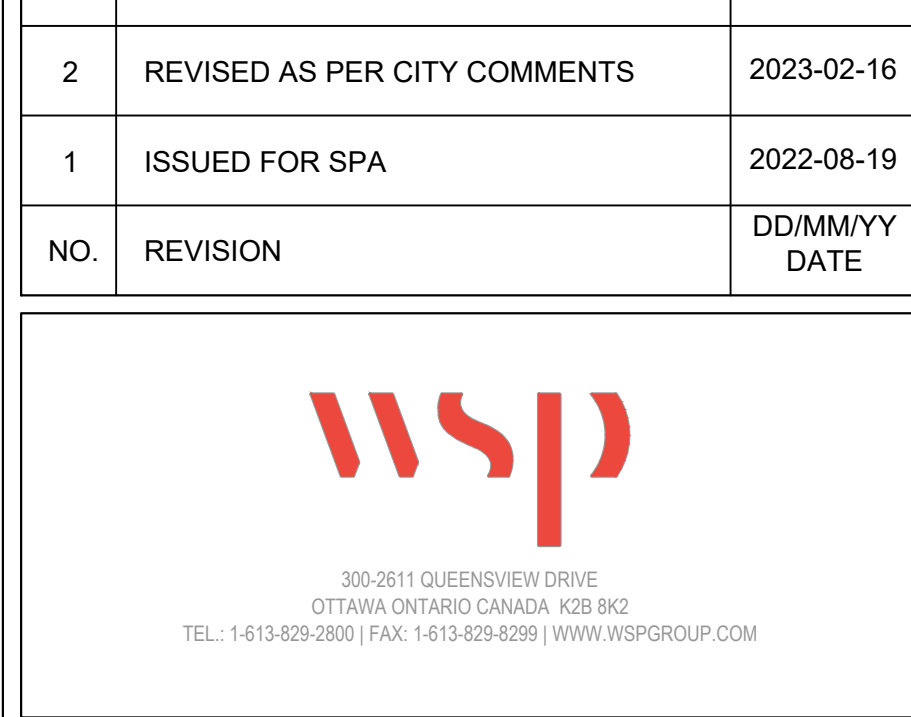 2 REVISED AS PER CITY COMMENTS 2023-02-16
1 ISSUED FOR SPA 2022-08-19
NO. REVISION DD/MM/YY DATE
wsp
300-2611 QUEENSVIEW DRIVE
OTTAWA ONTARIO CANADA K2B 8K2
TEL.: 1-613-829-2800 | FAX: 1-613-829-8299 | WWW.WSPGROUP.COM